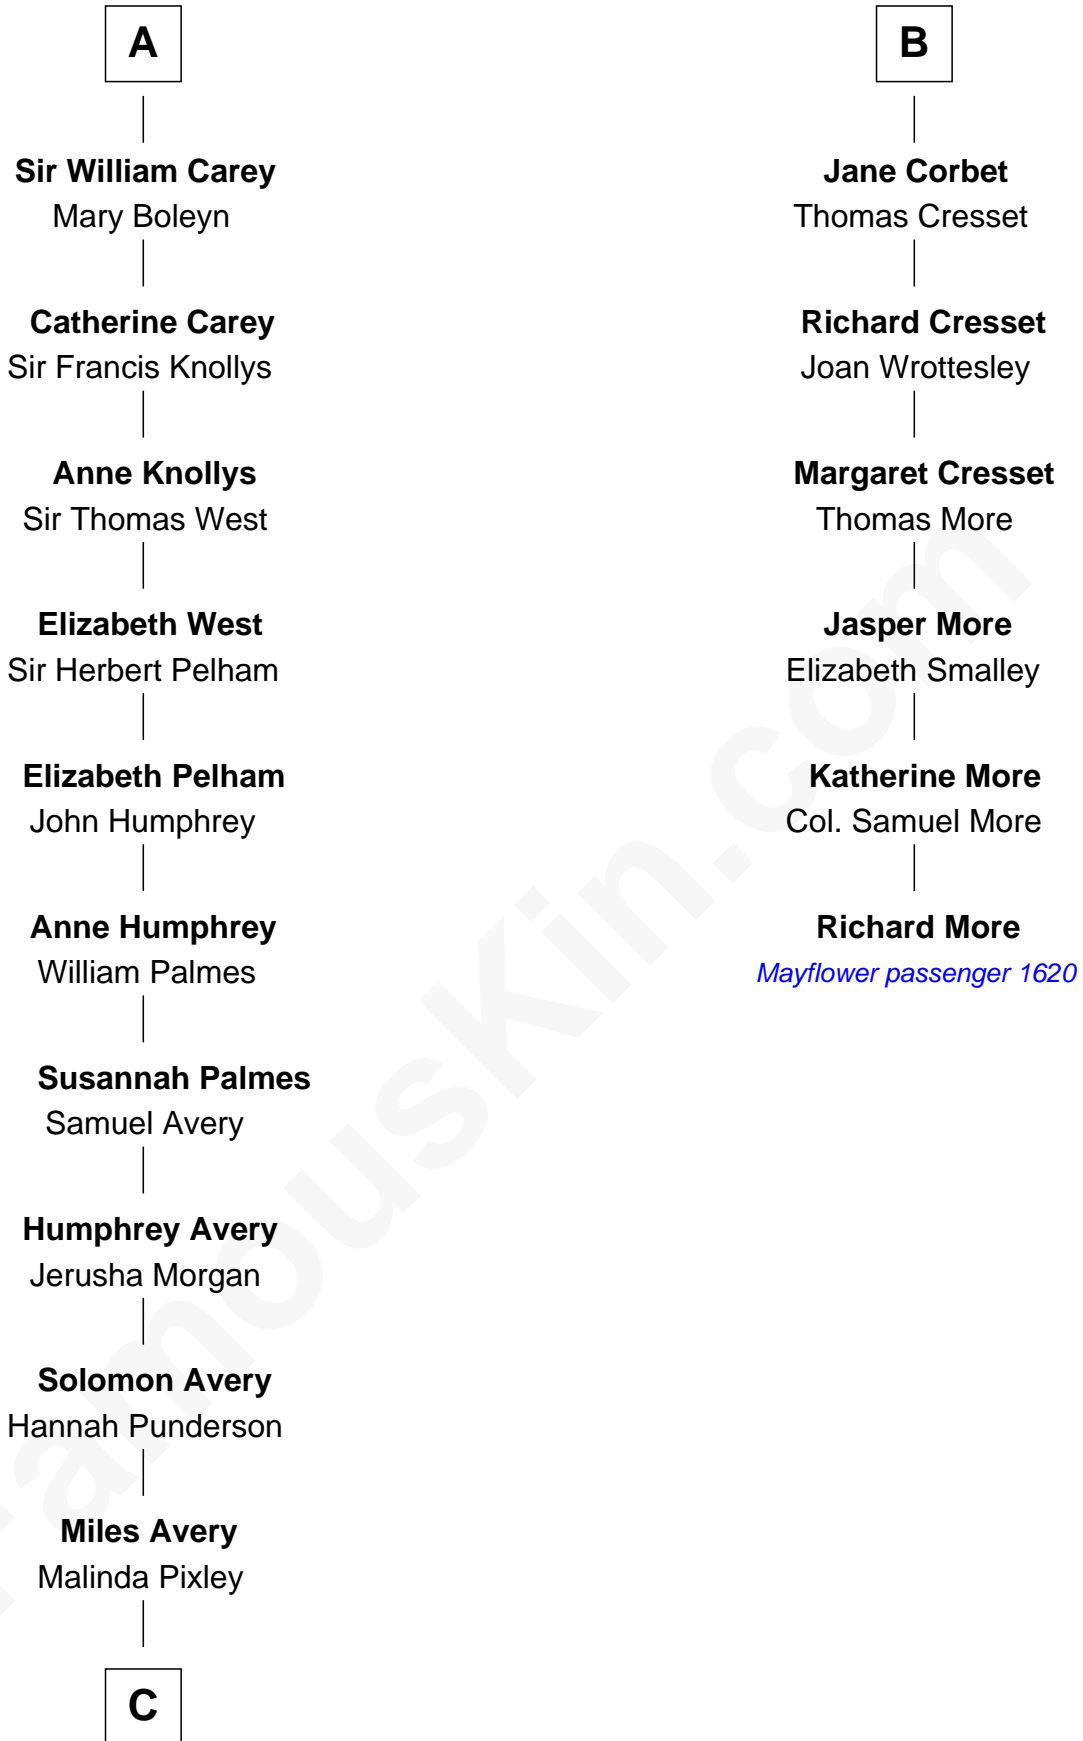 A
Sir William Carey
Mary Boleyn
Catherine Carey
Sir Francis Knollys
Anne Knollys
Sir Thomas West
Elizabeth West
Sir Herbert Pelham
Elizabeth Pelham
John Humphrey
Anne Humphrey
William Palmes
Susannah Palmes
Samuel Avery
Humphrey Avery
Jerusha Morgan
Solomon Avery
Hannah Punderson
Miles Avery
Malinda Pixley
C
B
Jane Corbet
Thomas Cresset
Richard Cresset
Joan Wrottesley
Margaret Cresset
Thomas More
Jasper More
Elizabeth Smalley
Katherine More
Col. Samuel More
Richard More
Mayflower passenger 1620
FamousKin.com